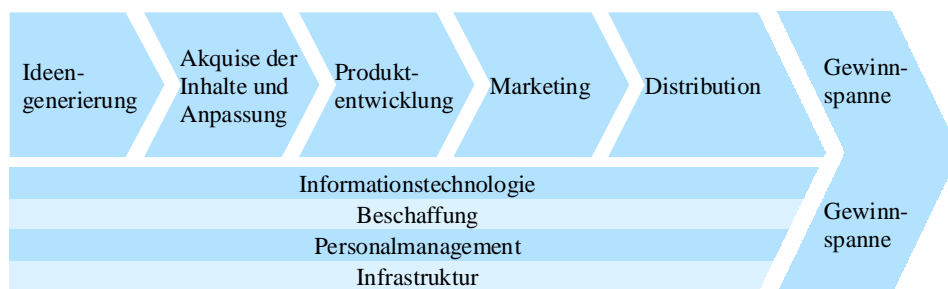 Ideen-
generierung
Akquise der
Inhalte und
Anpassung
Produkt-
entwicklung
Marketing
Distribution
Gewinn-
spanne
Informationstechnologie
Beschaffung
Personalmanagement
Infrastruktur
Gewinn-
spanne